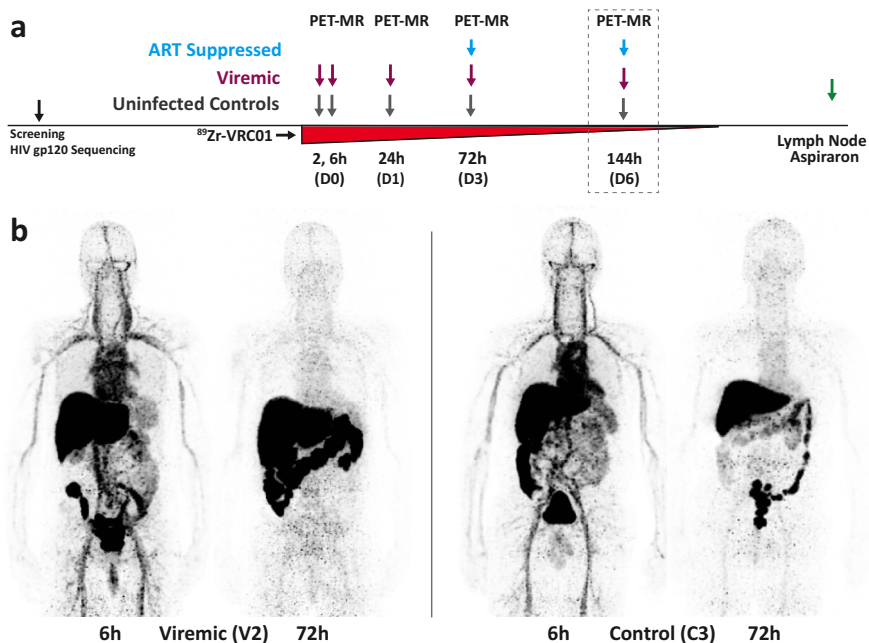 a
PET-MR PET-MR PET-MR PET-MR
ART Suppressed
Viremic
Uninfected Controls
Screening
HIV gp120 Sequencing
⁸⁹Zr-VRC01
2, 6h 24h 72h 144h
(D0) (D1) (D3) (D6)
Lymph Node
Aspiraron
b
6h Viremic (V2) 72h 6h Control (C3) 72h